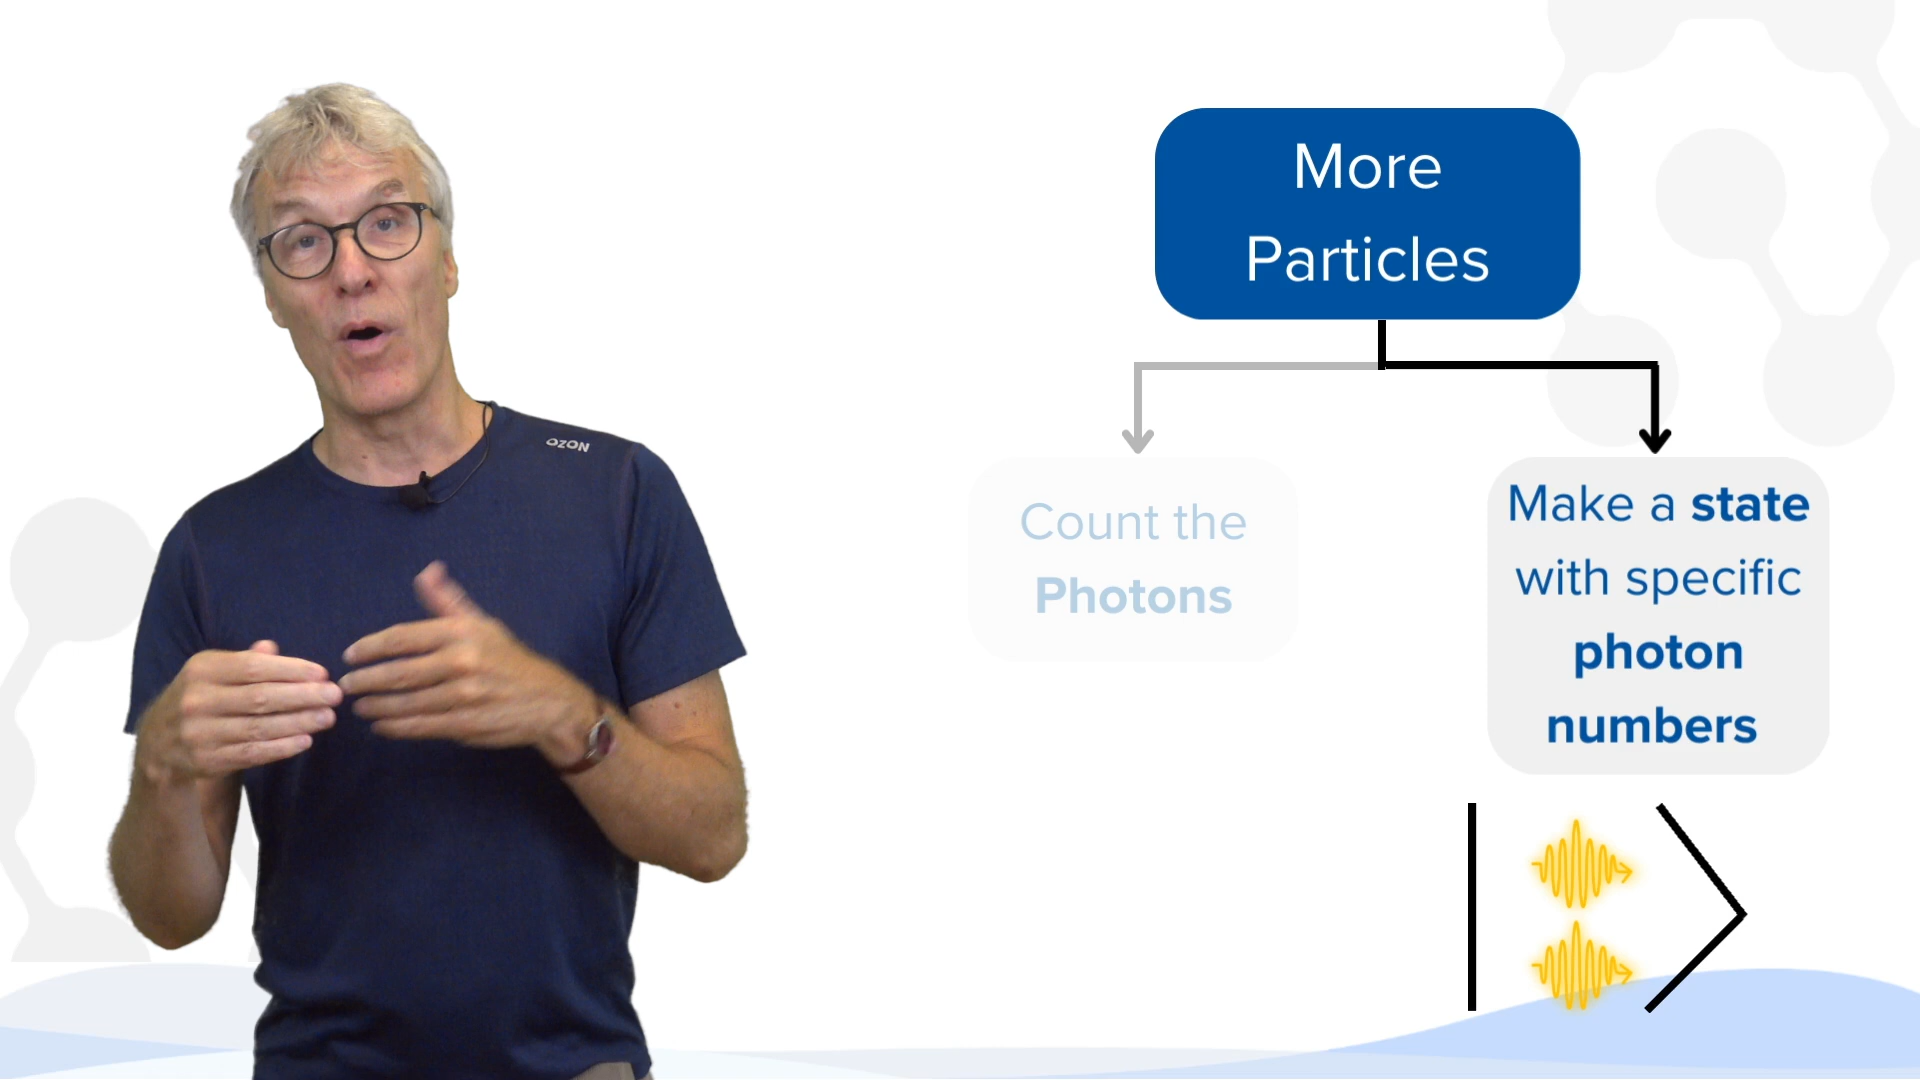 More
Particles
Count the
Photons
Make a state
with specific
photon
numbers
OZON